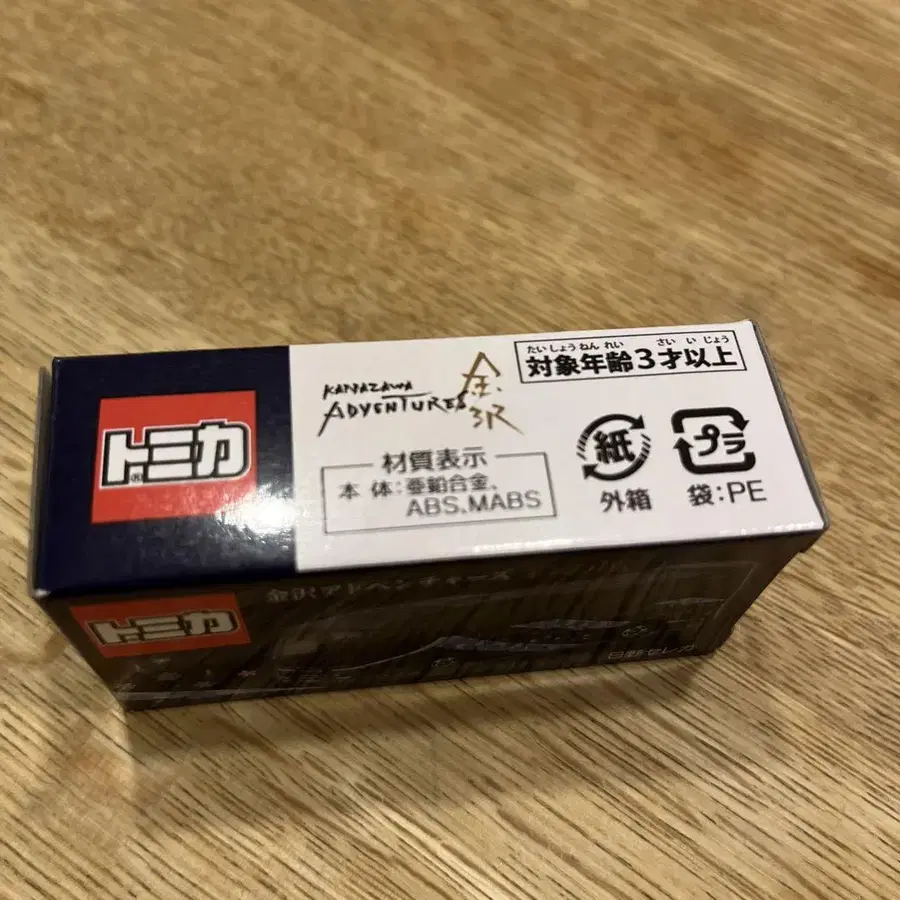 トミカ
®
KANAZAWA
ADVENTURES
金沢
たいしょうねんれい さいいじょう
対象年齢3才以上
材質表示
本体:亜鉛合金、
ABS,MABS
紙
外箱
プラ
袋:PE
トミカ
金沢アドベンチャーズ
日野セレガ